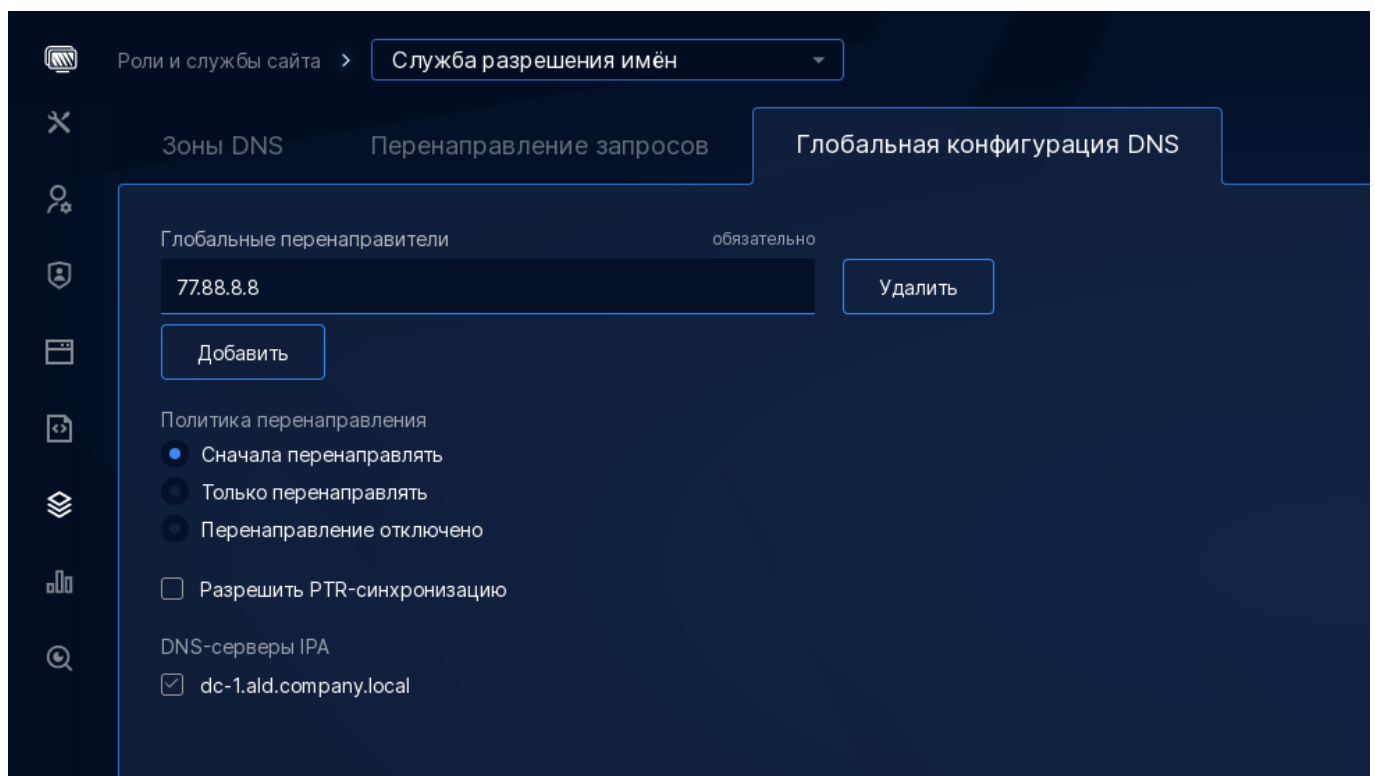 Роли и службы сайта > Служба разрешения имён
Зоны DNS Перенаправление запросов Глобальная конфигурация DNS
Глобальные перенаправители обязательно
77.88.8.8 Удалить
Добавить
Политика перенаправления
Сначала перенаправлять
Только перенаправлять
Перенаправление отключено
Разрешить PTR-синхронизацию
DNS-серверы IPA
dc-1.ald.company.local